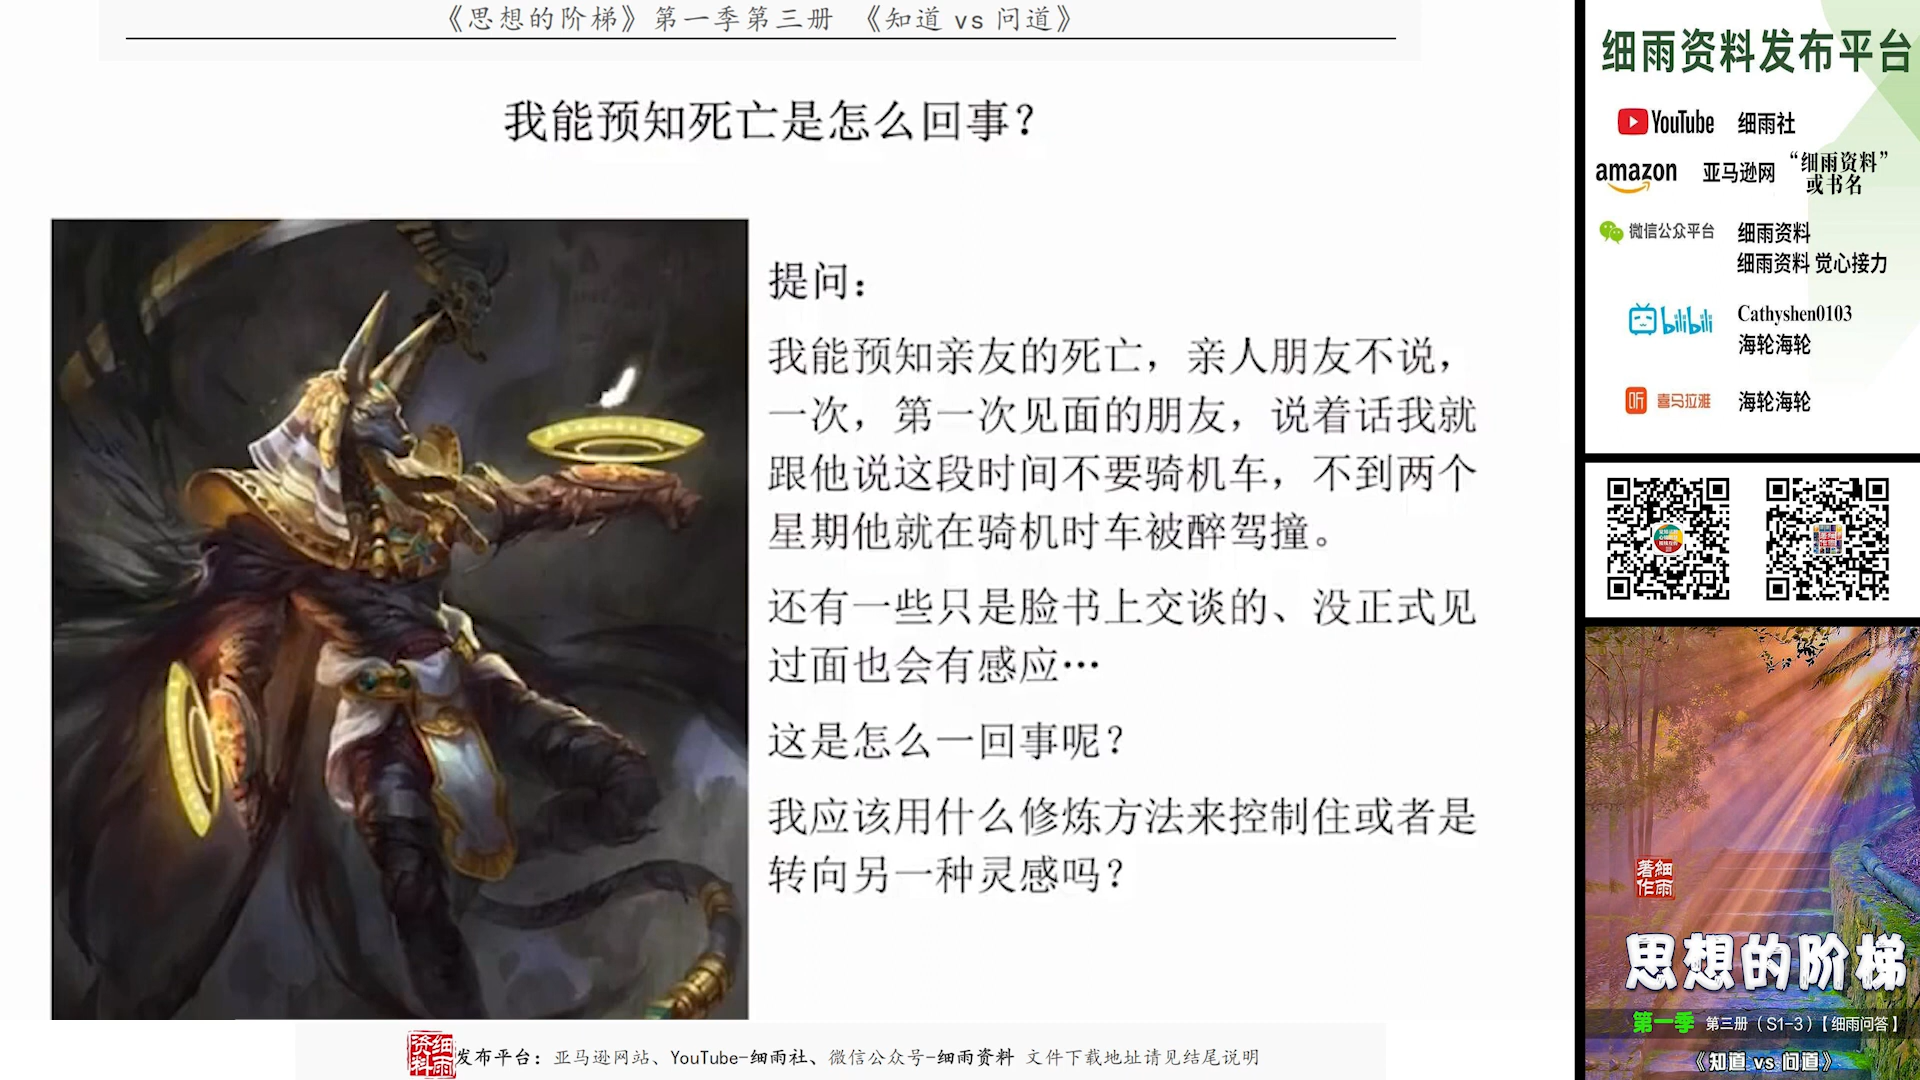 《思想的阶梯》第一季第三册 《知道 vs 问道》
我能预知死亡是怎么回事？
提问：
我能预知亲友的死亡，亲人朋友不说，
一次，第一次见面的朋友，说着话我就
跟他说这段时间不要骑机车，不到两个
星期他就在骑机时车被醉驾撞。
还有一些只是脸书上交谈的、没正式见
过面也会有感应…
这是怎么一回事呢？
我应该用什么修炼方法来控制住或者是
转向另一种灵感吗？
细雨资料
发布平台：亚马逊网站、YouTube-细雨社、微信公众号-细雨资料 文件下载地址请见结尾说明
细雨资料发布平台
YouTube 细雨社
amazon 亚马逊网 “细雨资料”
或书名
微信公众平台 细雨资料
细雨资料 觉心接力
bilibili Cathyshen0103
海轮海轮
听 喜马拉雅 海轮海轮
細雨著作
思想的阶梯
第一季 第三册（S1-3）【细雨问答】
《知道 vs 问道》